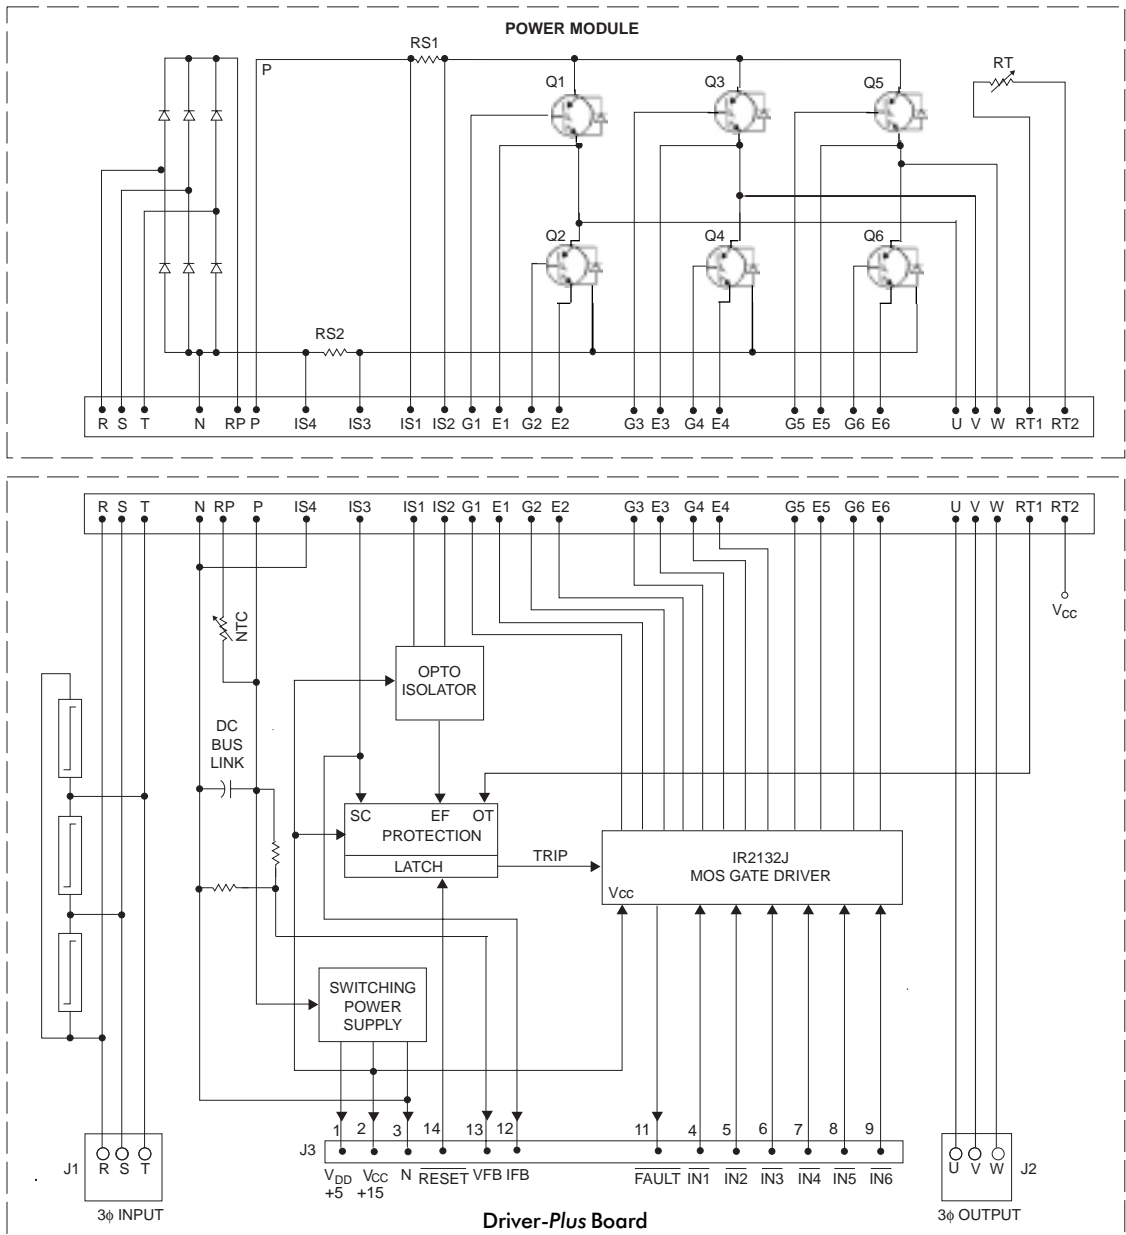 POWER MODULE
RS1
P
RT
Q1
Q3
Q5
Q2
Q4
Q6
RS2
R S T N RP P IS4 IS3 IS1 IS2 G1 E1 G2 E2 G3 E3 G4 E4 G5 E5 G6 E6 U V W RT1 RT2
R S T N RP P IS4 IS3 IS1 IS2 G1 E1 G2 E2 G3 E3 G4 E4 G5 E5 G6 E6 U V W RT1 RT2
VCC
NTC
OPTO
ISOLATOR
DC
BUS
LINK
SC EF OT
PROTECTION
LATCH
TRIP
IR2132J
MOS GATE DRIVER
Vcc
SWITCHING
POWER
SUPPLY
1 2 3 14 13 12 11 4 5 6 7 8 9
J3
J1
R S T
U V W
J2
VDD
+5
VCC
+15
N
RESET
VFB
IFB
FAULT
IN1
IN2
IN3
IN4
IN5
IN6
3ϕ INPUT
3ϕ OUTPUT
Driver-Plus Board